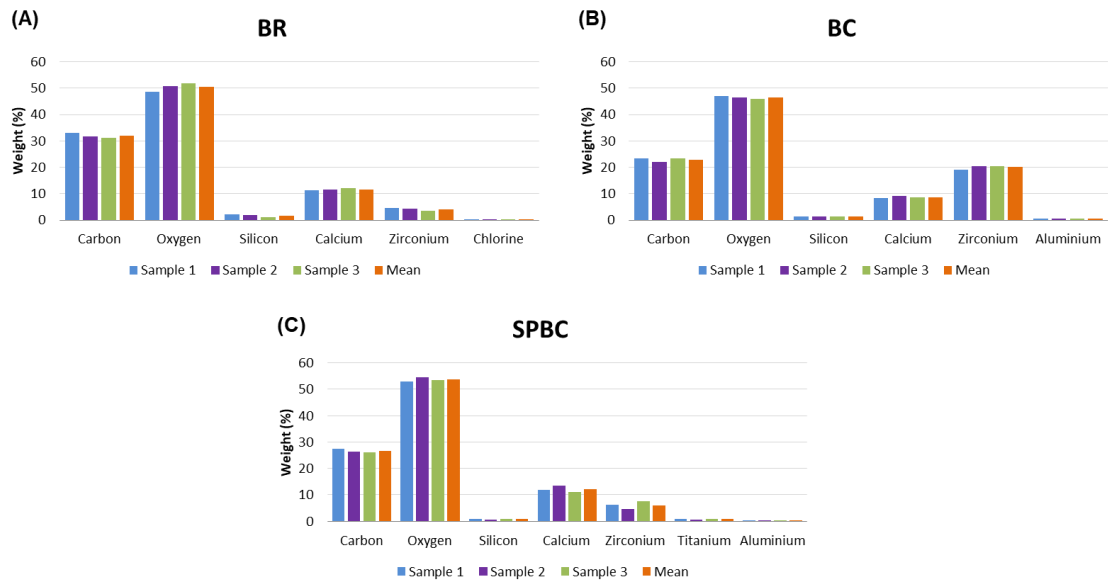 (A)
BR
Weight (%)
60
50
40
30
20
10
0
Carbon Oxygen Silicon Calcium Zirconium Chlorine
Sample 1 Sample 2 Sample 3 Mean
(B)
BC
Weight (%)
60
50
40
30
20
10
0
Carbon Oxygen Silicon Calcium Zirconium Aluminium
Sample 1 Sample 2 Sample 3 Mean
(C)
SPBC
Weight (%)
60
50
40
30
20
10
0
Carbon Oxygen Silicon Calcium Zirconium Titanium Aluminium
Sample 1 Sample 2 Sample 3 Mean